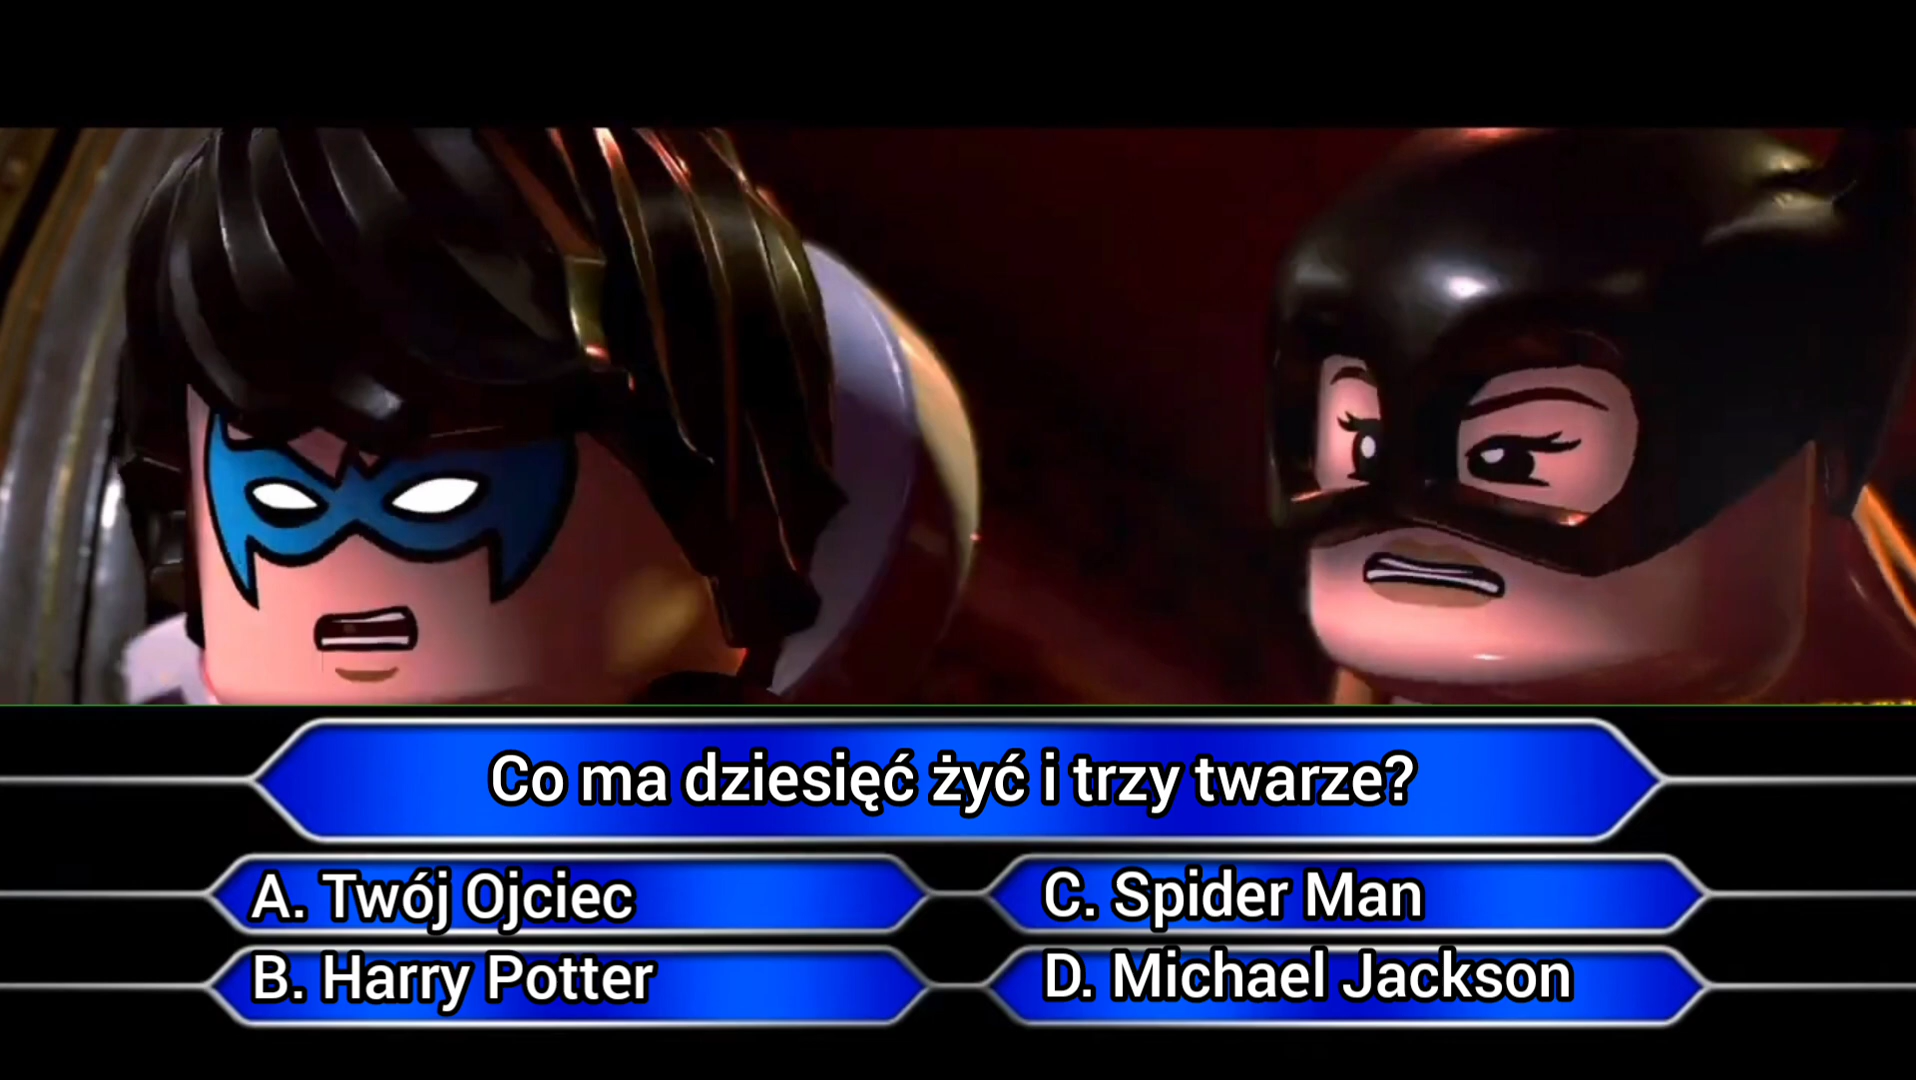 Co ma dziesięć żyć i trzy twarze?
A. Twój Ojciec
C. Spider Man
B. Harry Potter
D. Michael Jackson